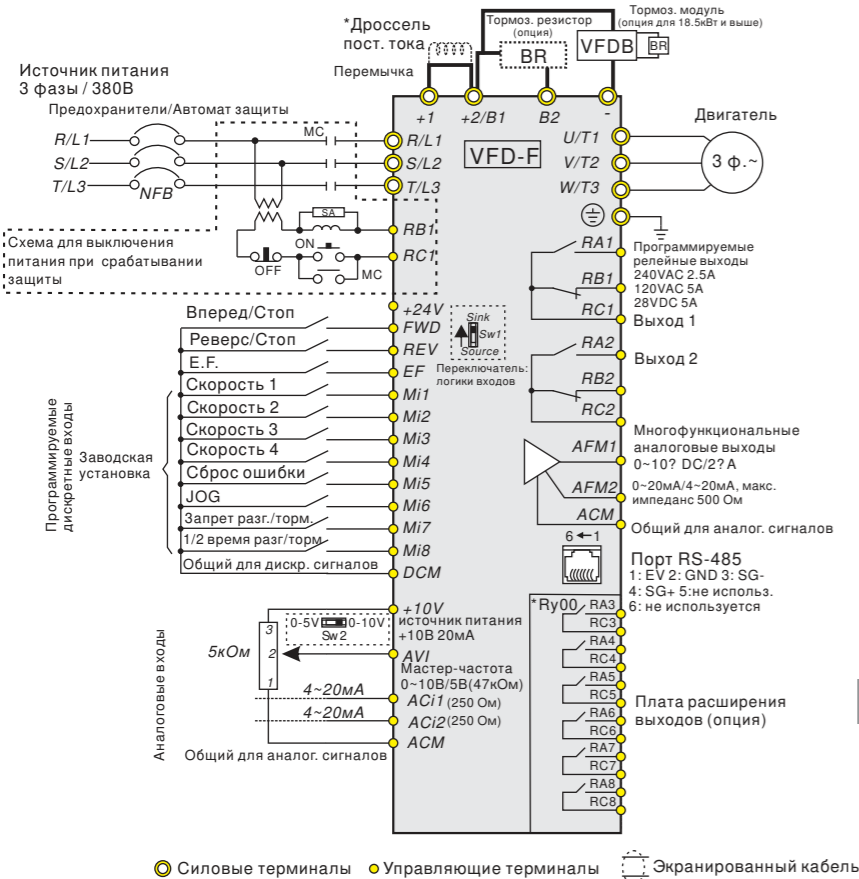 *Дроссель
пост. тока
Тормоз. резистор
(опция)
BR
Тормоз. модуль
(опция для 18.5кВт и выше)
VFDB
BR
Перемычка
Источник питания
3 фазы / 380В
Предохранители/Автомат защиты
R/L1
S/L2
T/L3
NFB
MC
+1
+2/B1
B2
-
R/L1
S/L2
T/L3
VFD-F
U/T1
V/T2
W/T3
Двигатель
3 ф.~
SA
ON
OFF
MC
Схема для выключения
питания при срабатывании
защиты
RB1
RC1
RA1
RB1
RC1
Программируемые
релейные выходы
240VAC 2.5A
120VAC 5A
28VDC 5A
Выход 1
RA2
RB2
RC2
Выход 2
Sink
Sw1
Source
Переключатель:
логики входов
Программируемые
дискретные входы
Заводская
установка
Вперед/Стоп
Реверс/Стоп
E.F.
Скорость 1
Скорость 2
Скорость 3
Скорость 4
Сброс ошибки
JOG
Запрет разг./торм.
1/2 время разг/торм
Общий для дискр. сигналов
+24V
FWD
REV
EF
Mi1
Mi2
Mi3
Mi4
Mi5
Mi6
Mi7
Mi8
DCM
AFM1
AFM2
ACM
Многофункциональные
аналоговые выходы
0~10? DC/2? A
0~20мА/4~20мА, макс.
импеданс 500 Ом
Общий для аналог. сигналов
6←1
Порт RS-485
1: EV 2: GND 3: SG-
4: SG+ 5:не использ.
6: не используется
Аналоговые входы
5кОм
3
2
1
0-5V
0-10V
Sw2
+10V
источник питания
+10В 20мА
AVI
Мастер-частота
0~10В/5В(47кОм)
4~20мА
ACi1 (250 Ом)
4~20мА
ACi2 (250 Ом)
ACM
Общий для аналог. сигналов
*Ry00
RA3
RC3
RA4
RC4
RA5
RC5
RA6
RC6
RA7
RC7
RA8
RC8
Плата расширения
выходов (опция)
Силовые терминалы
Управляющие терминалы
Экранированный кабель